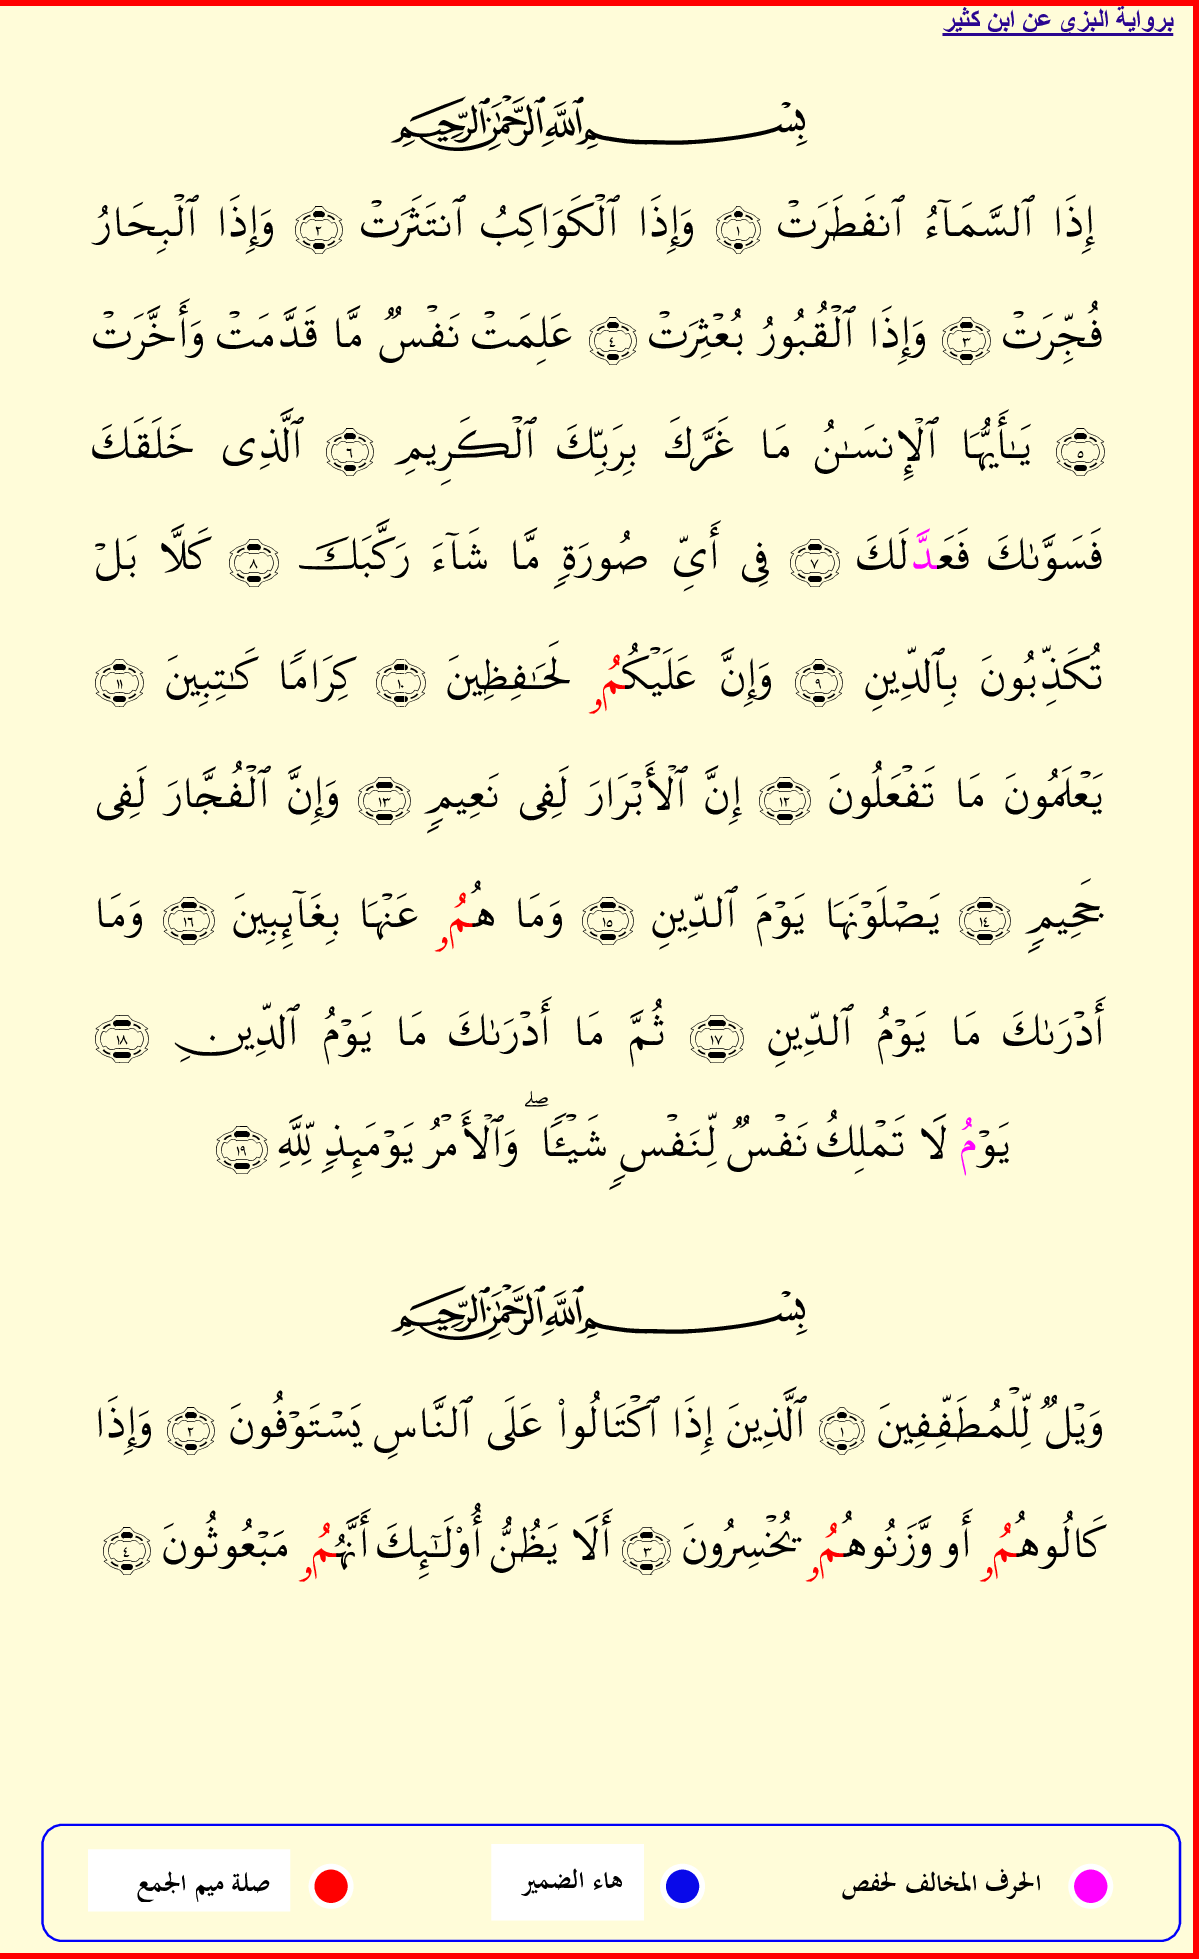 برواية البزى عن ابن كثير
بِسْمِ ٱللَّهِ ٱلرَّحْمَٰنِ ٱلرَّحِيمِ
إِذَا ٱلسَّمَآءُ ٱنفَطَرَتْ ١ وَإِذَا ٱلْكَوَاكِبُ ٱنتَثَرَتْ ٢ وَإِذَا ٱلْبِحَارُ
فُجِّرَتْ ٣ وَإِذَا ٱلْقُبُورُ بُعْثِرَتْ ٤ عَلِمَتْ نَفْسٌ مَّا قَدَّمَتْ وَأَخَّرَتْ
٥ يَٰٓأَيُّهَا ٱلْإِنسَٰنُ مَا غَرَّكَ بِرَبِّكَ ٱلْكَرِيمِ ٦ ٱلَّذِى خَلَقَكَ
فَسَوَّىٰكَ فَعَدَّلَكَ ٧ فِى أَىِّ صُورَةٍ مَّا شَآءَ رَكَّبَكَ ٨ كَلَّا بَلْ
تُكَذِّبُونَ بِٱلدِّينِ ٩ وَإِنَّ عَلَيْكُمُۥ لَحَٰفِظِينَ ١٠ كِرَامًا كَٰتِبِينَ ١١
يَعْلَمُونَ مَا تَفْعَلُونَ ١٢ إِنَّ ٱلْأَبْرَارَ لَفِى نَعِيمٍ ١٣ وَإِنَّ ٱلْفُجَّارَ لَفِى
جَحِيمٍ ١٤ يَصْلَوْنَهَا يَوْمَ ٱلدِّينِ ١٥ وَمَا هُمُۥ عَنْهَا بِغَآئِبِينَ ١٦ وَمَا
أَدْرَىٰكَ مَا يَوْمُ ٱلدِّينِ ١٧ ثُمَّ مَا أَدْرَىٰكَ مَا يَوْمُ ٱلدِّينِ ١٨
يَوْمُ لَا تَمْلِكُ نَفْسٌ لِّنَفْسٍ شَيْـًٔا ۖ وَٱلْأَمْرُ يَوْمَئِذٍ لِّلَّهِ ١٩
بِسْمِ ٱللَّهِ ٱلرَّحْمَٰنِ ٱلرَّحِيمِ
وَيْلٌ لِّلْمُطَفِّفِينَ ١ ٱلَّذِينَ إِذَا ٱكْتَالُوا۟ عَلَى ٱلنَّاسِ يَسْتَوْفُونَ ٢ وَإِذَا
كَالُوهُمُۥ أَو وَّزَنُوهُمُۥ يُخْسِرُونَ ٣ أَلَا يَظُنُّ أُو۟لَٰٓئِكَ أَنَّهُمُۥ مَبْعُوثُونَ ٤
الحرف المخالف لحفص هاء الضمير صلة ميم الجمع